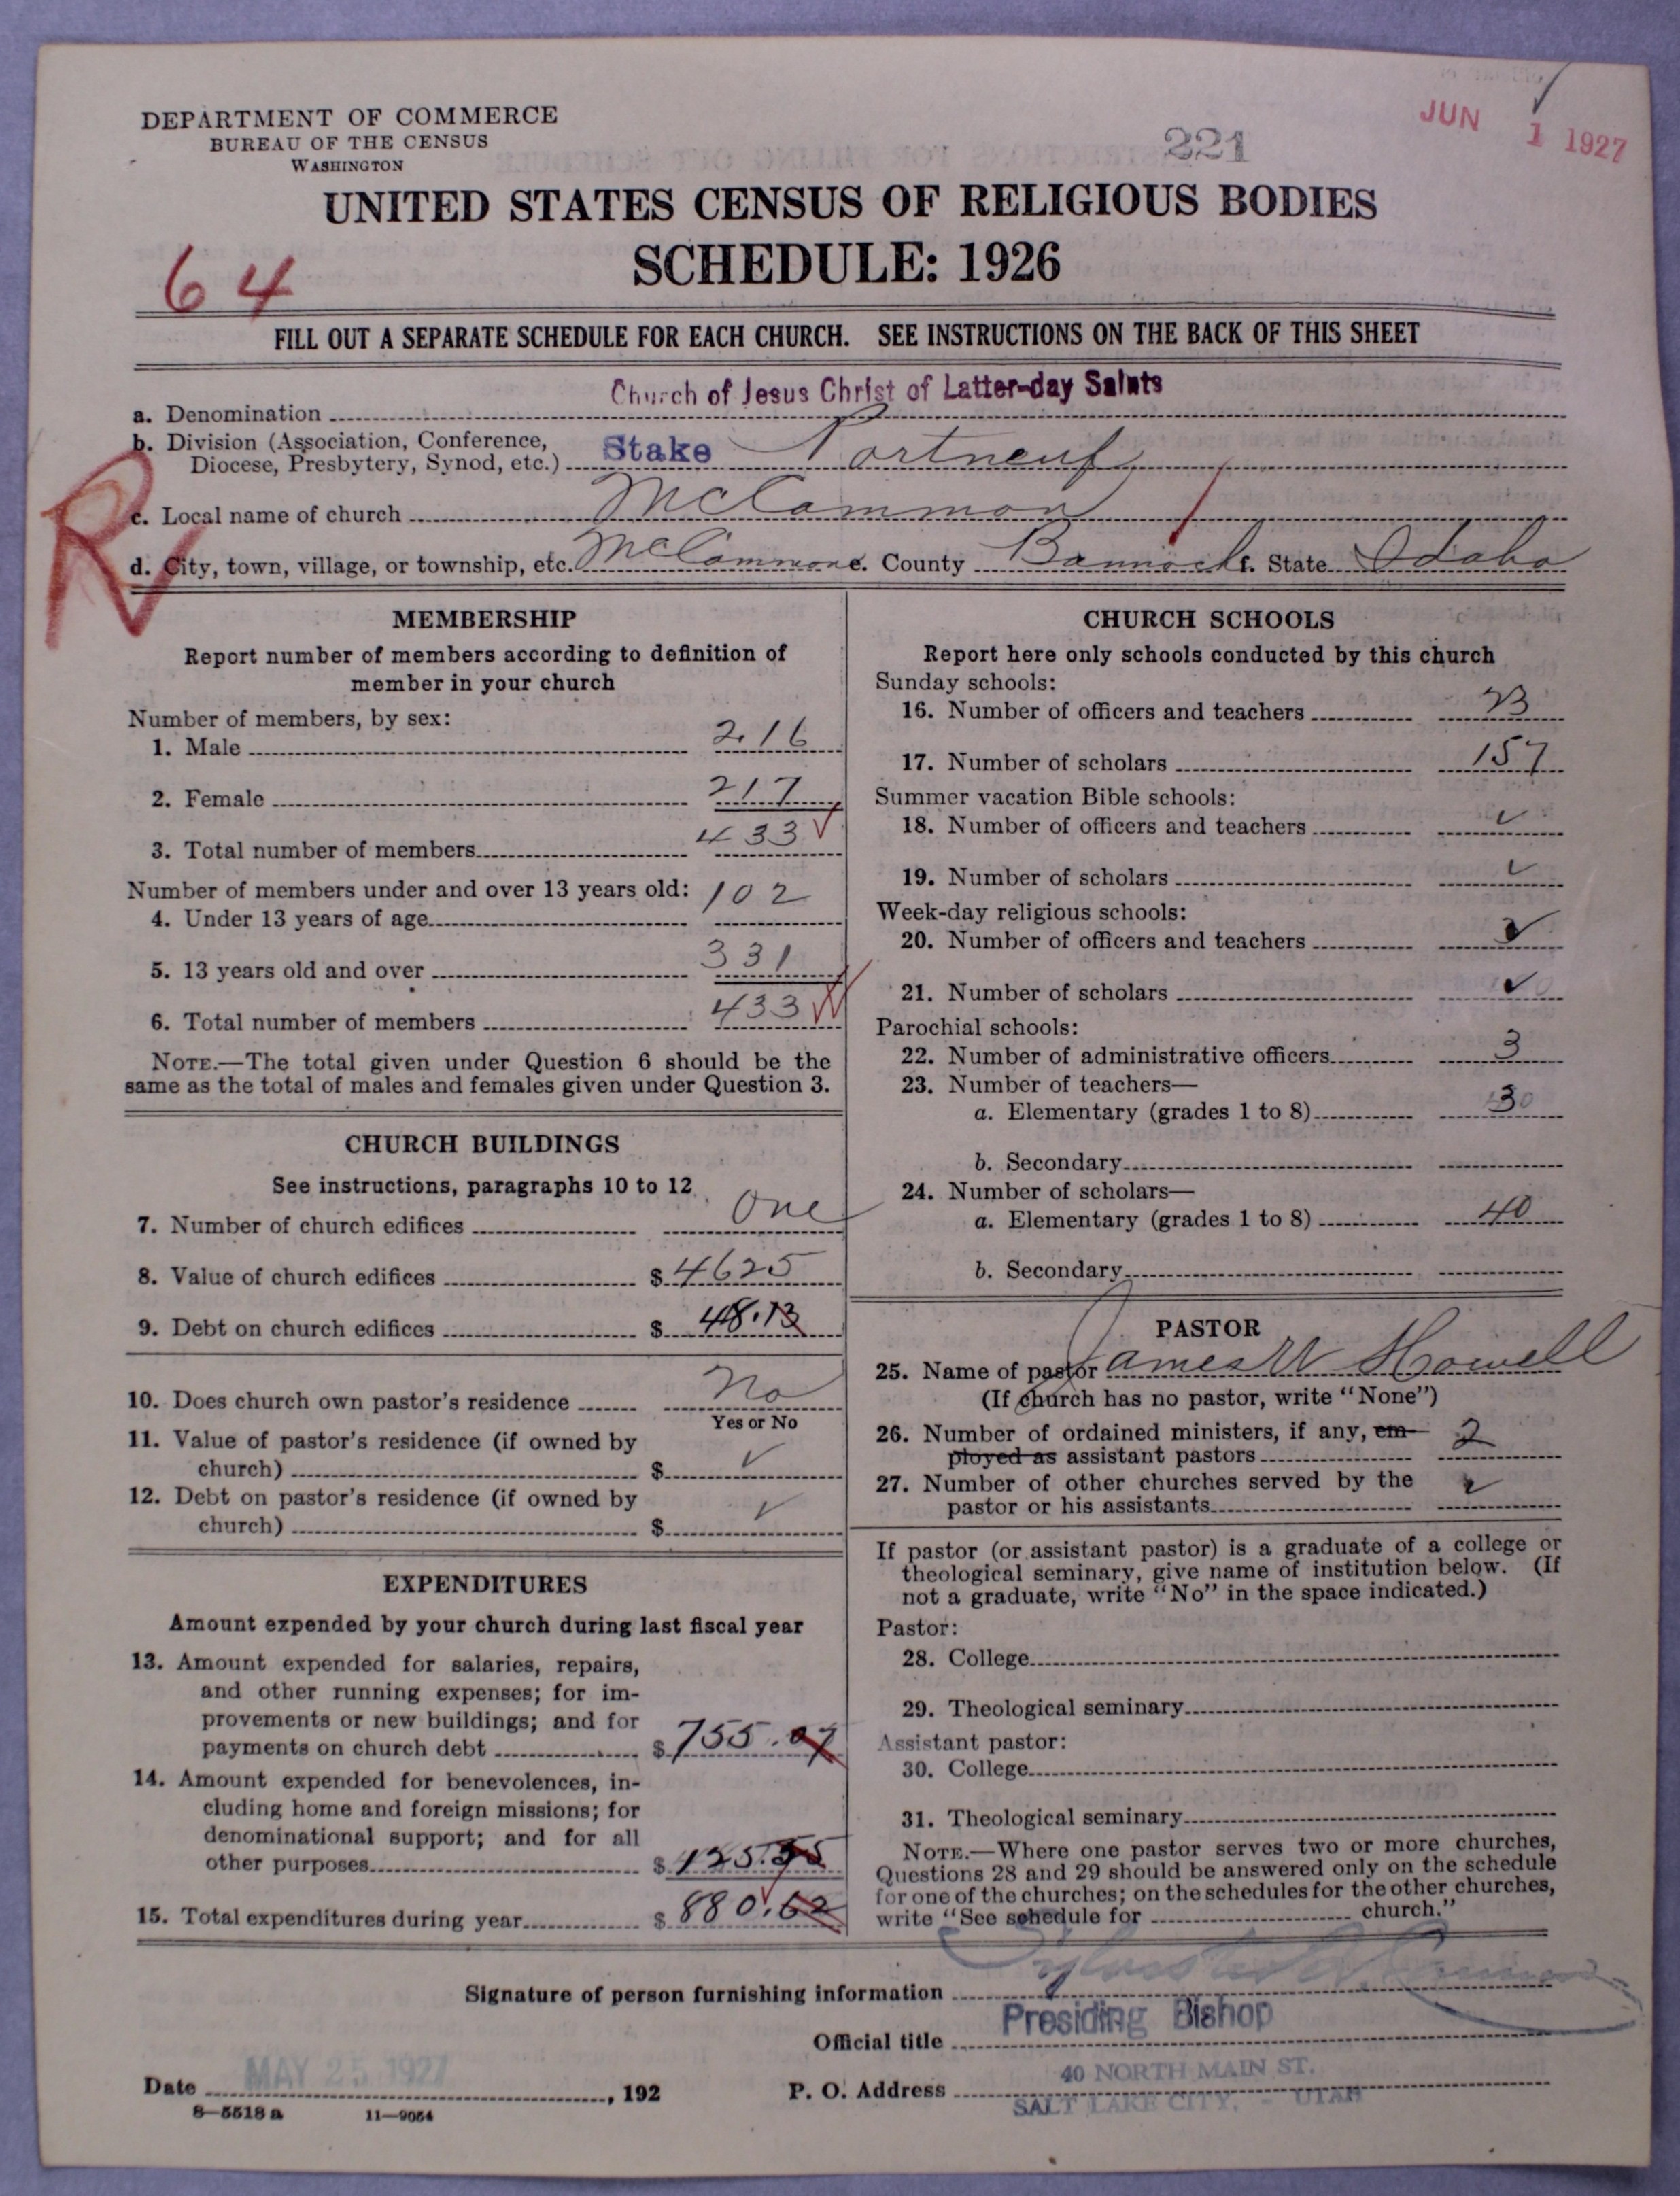 DEPARTMENT OF COMMERCE
BUREAU OF THE CENSUS
WASHINGTON
221
JUN 1 1927
UNITED STATES CENSUS OF RELIGIOUS BODIES
SCHEDULE: 1926
64
FILL OUT A SEPARATE SCHEDULE FOR EACH CHURCH. SEE INSTRUCTIONS ON THE BACK OF THIS SHEET
a. Denomination Church of Jesus Christ of Latter-day Saints
b. Division (Association, Conference,
Diocese, Presbytery, Synod, etc.) Stake Portneuf
R
c. Local name of church McCammon
d. City, town, village, or township, etc. McCammon e. County Bannock f. State Idaho
MEMBERSHIP
Report number of members according to definition of
member in your church
Number of members, by sex:
1. Male 216
2. Female 217
3. Total number of members 433
Number of members under and over 13 years old:
4. Under 13 years of age 102
5. 13 years old and over 331
6. Total number of members 433
NOTE.—The total given under Question 6 should be the
same as the total of males and females given under Question 3.
CHURCH BUILDINGS
See instructions, paragraphs 10 to 12
7. Number of church edifices One
8. Value of church edifices $ 4625
9. Debt on church edifices $ 48.13
10. Does church own pastor's residence No
Yes or No
11. Value of pastor's residence (if owned by
church) $ ✓
12. Debt on pastor's residence (if owned by
church) $ ✓
EXPENDITURES
Amount expended by your church during last fiscal year
13. Amount expended for salaries, repairs,
and other running expenses; for im-
provements or new buildings; and for
payments on church debt $ 755.07
14. Amount expended for benevolences, in-
cluding home and foreign missions; for
denominational support; and for all
other purposes $ 125.55
15. Total expenditures during year $ 880.62
CHURCH SCHOOLS
Report here only schools conducted by this church
Sunday schools:
16. Number of officers and teachers 23
17. Number of scholars 157
Summer vacation Bible schools:
18. Number of officers and teachers ✓
19. Number of scholars ✓
Week-day religious schools:
20. Number of officers and teachers ✓
21. Number of scholars ✓
Parochial schools:
22. Number of administrative officers 3
23. Number of teachers—
a. Elementary (grades 1 to 8)
b. Secondary
24. Number of scholars—
a. Elementary (grades 1 to 8) 40
b. Secondary
PASTOR
25. Name of pastor James W Howell
(If church has no pastor, write "None")
26. Number of ordained ministers, if any, em-
ployed as assistant pastors 2
27. Number of other churches served by the
pastor or his assistants ✓
If pastor (or assistant pastor) is a graduate of a college or
theological seminary, give name of institution below. (If
not a graduate, write "No" in the space indicated.)
Pastor:
28. College
29. Theological seminary
Assistant pastor:
30. College
31. Theological seminary
NOTE.—Where one pastor serves two or more churches,
Questions 28 and 29 should be answered only on the schedule
for one of the churches; on the schedules for the other churches,
write "See schedule for church."
Signature of person furnishing information
Official title Presiding Bishop
Date MAY 25 1927, 192
P. O. Address 40 NORTH MAIN ST.
SALT LAKE CITY, - UTAH
8—5518 a 11—9054